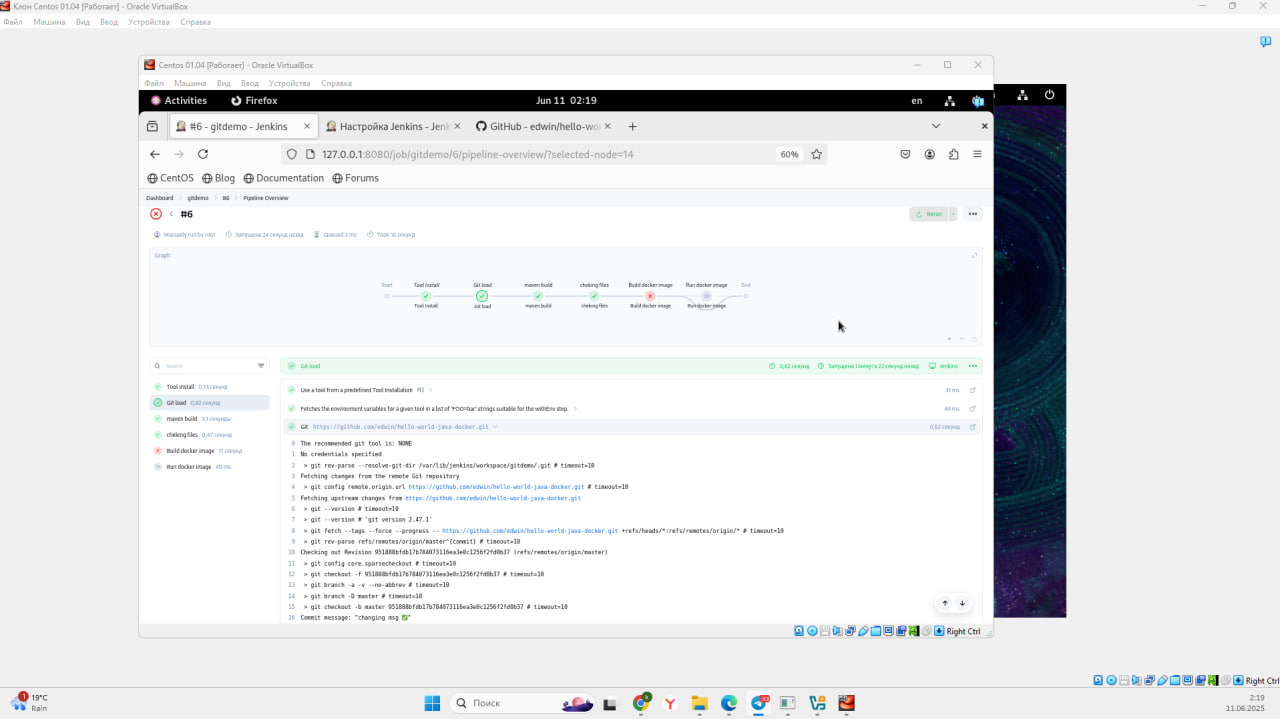 Клон Centos 01.04 [Работает] - Oracle VirtualBox
Файл Машина Вид Ввод Устройства Справка
Centos 01.04 [Работает] - Oracle VirtualBox
Файл Машина Вид Ввод Устройства Справка
Activities Firefox Jun 11 02:19 en
#6 - gitdemo - Jenkins Настройка Jenkins - Jenk GitHub - edwin/hello-wo
127.0.0.1:8080/job/gitdemo/6/pipeline-overview/?selected-node=14 60%
CentOS Blog Documentation Forums
Dashboard gitdemo #6 Pipeline Overview
#6 Rerun
Manually run by root Запущена 24 секунд назад Queued 3 ms Took 16 секунд
Graph
Start Tool Install Git load maven build cheking files Build docker image Run docker image End
Tool Install Git load maven build cheking files Build docker image Run docker image
Search
Git load 0,82 секунд Запущена 1 минута 22 секунд назад Jenkins
Tool Install 0,13 секунд
Git load 0,82 секунд
maven build 3,1 секунды
cheking files 0,47 секунд
Build docker image 11 секунд
Run docker image 49 ms
Use a tool from a predefined Tool Installation M3 31 ms
Fetches the environment variables for a given tool in a list of 'FOO=bar' strings suitable for the withEnv step. 49 ms
Git https://github.com/edwin/hello-world-java-docker.git 0,62 секунд
0 The recommended git tool is: NONE
1 No credentials specified
2 > git rev-parse --resolve-git-dir /var/lib/jenkins/workspace/gitdemo/.git # timeout=10
3 Fetching changes from the remote Git repository
4 > git config remote.origin.url https://github.com/edwin/hello-world-java-docker.git # timeout=10
5 Fetching upstream changes from https://github.com/edwin/hello-world-java-docker.git
6 > git --version # timeout=10
7 > git --version # 'git version 2.47.1'
8 > git fetch --tags --force --progress -- https://github.com/edwin/hello-world-java-docker.git +refs/heads/*:refs/remotes/origin/* # timeout=10
9 > git rev-parse refs/remotes/origin/master^{commit} # timeout=10
10 Checking out Revision 951888bfdb17b784073116ea3e0c1256f2fd0b37 (refs/remotes/origin/master)
11 > git config core.sparsecheckout # timeout=10
12 > git checkout -f 951888bfdb17b784073116ea3e0c1256f2fd0b37 # timeout=10
13 > git branch -a -v --no-abbrev # timeout=10
14 > git branch -D master # timeout=10
15 > git checkout -b master 951888bfdb17b784073116ea3e0c1256f2fd0b37 # timeout=10
16 Commit message: "changing msg ✅"
Right Ctrl
Right Ctrl
19°C
Rain
Поиск
2:19
11.06.2025